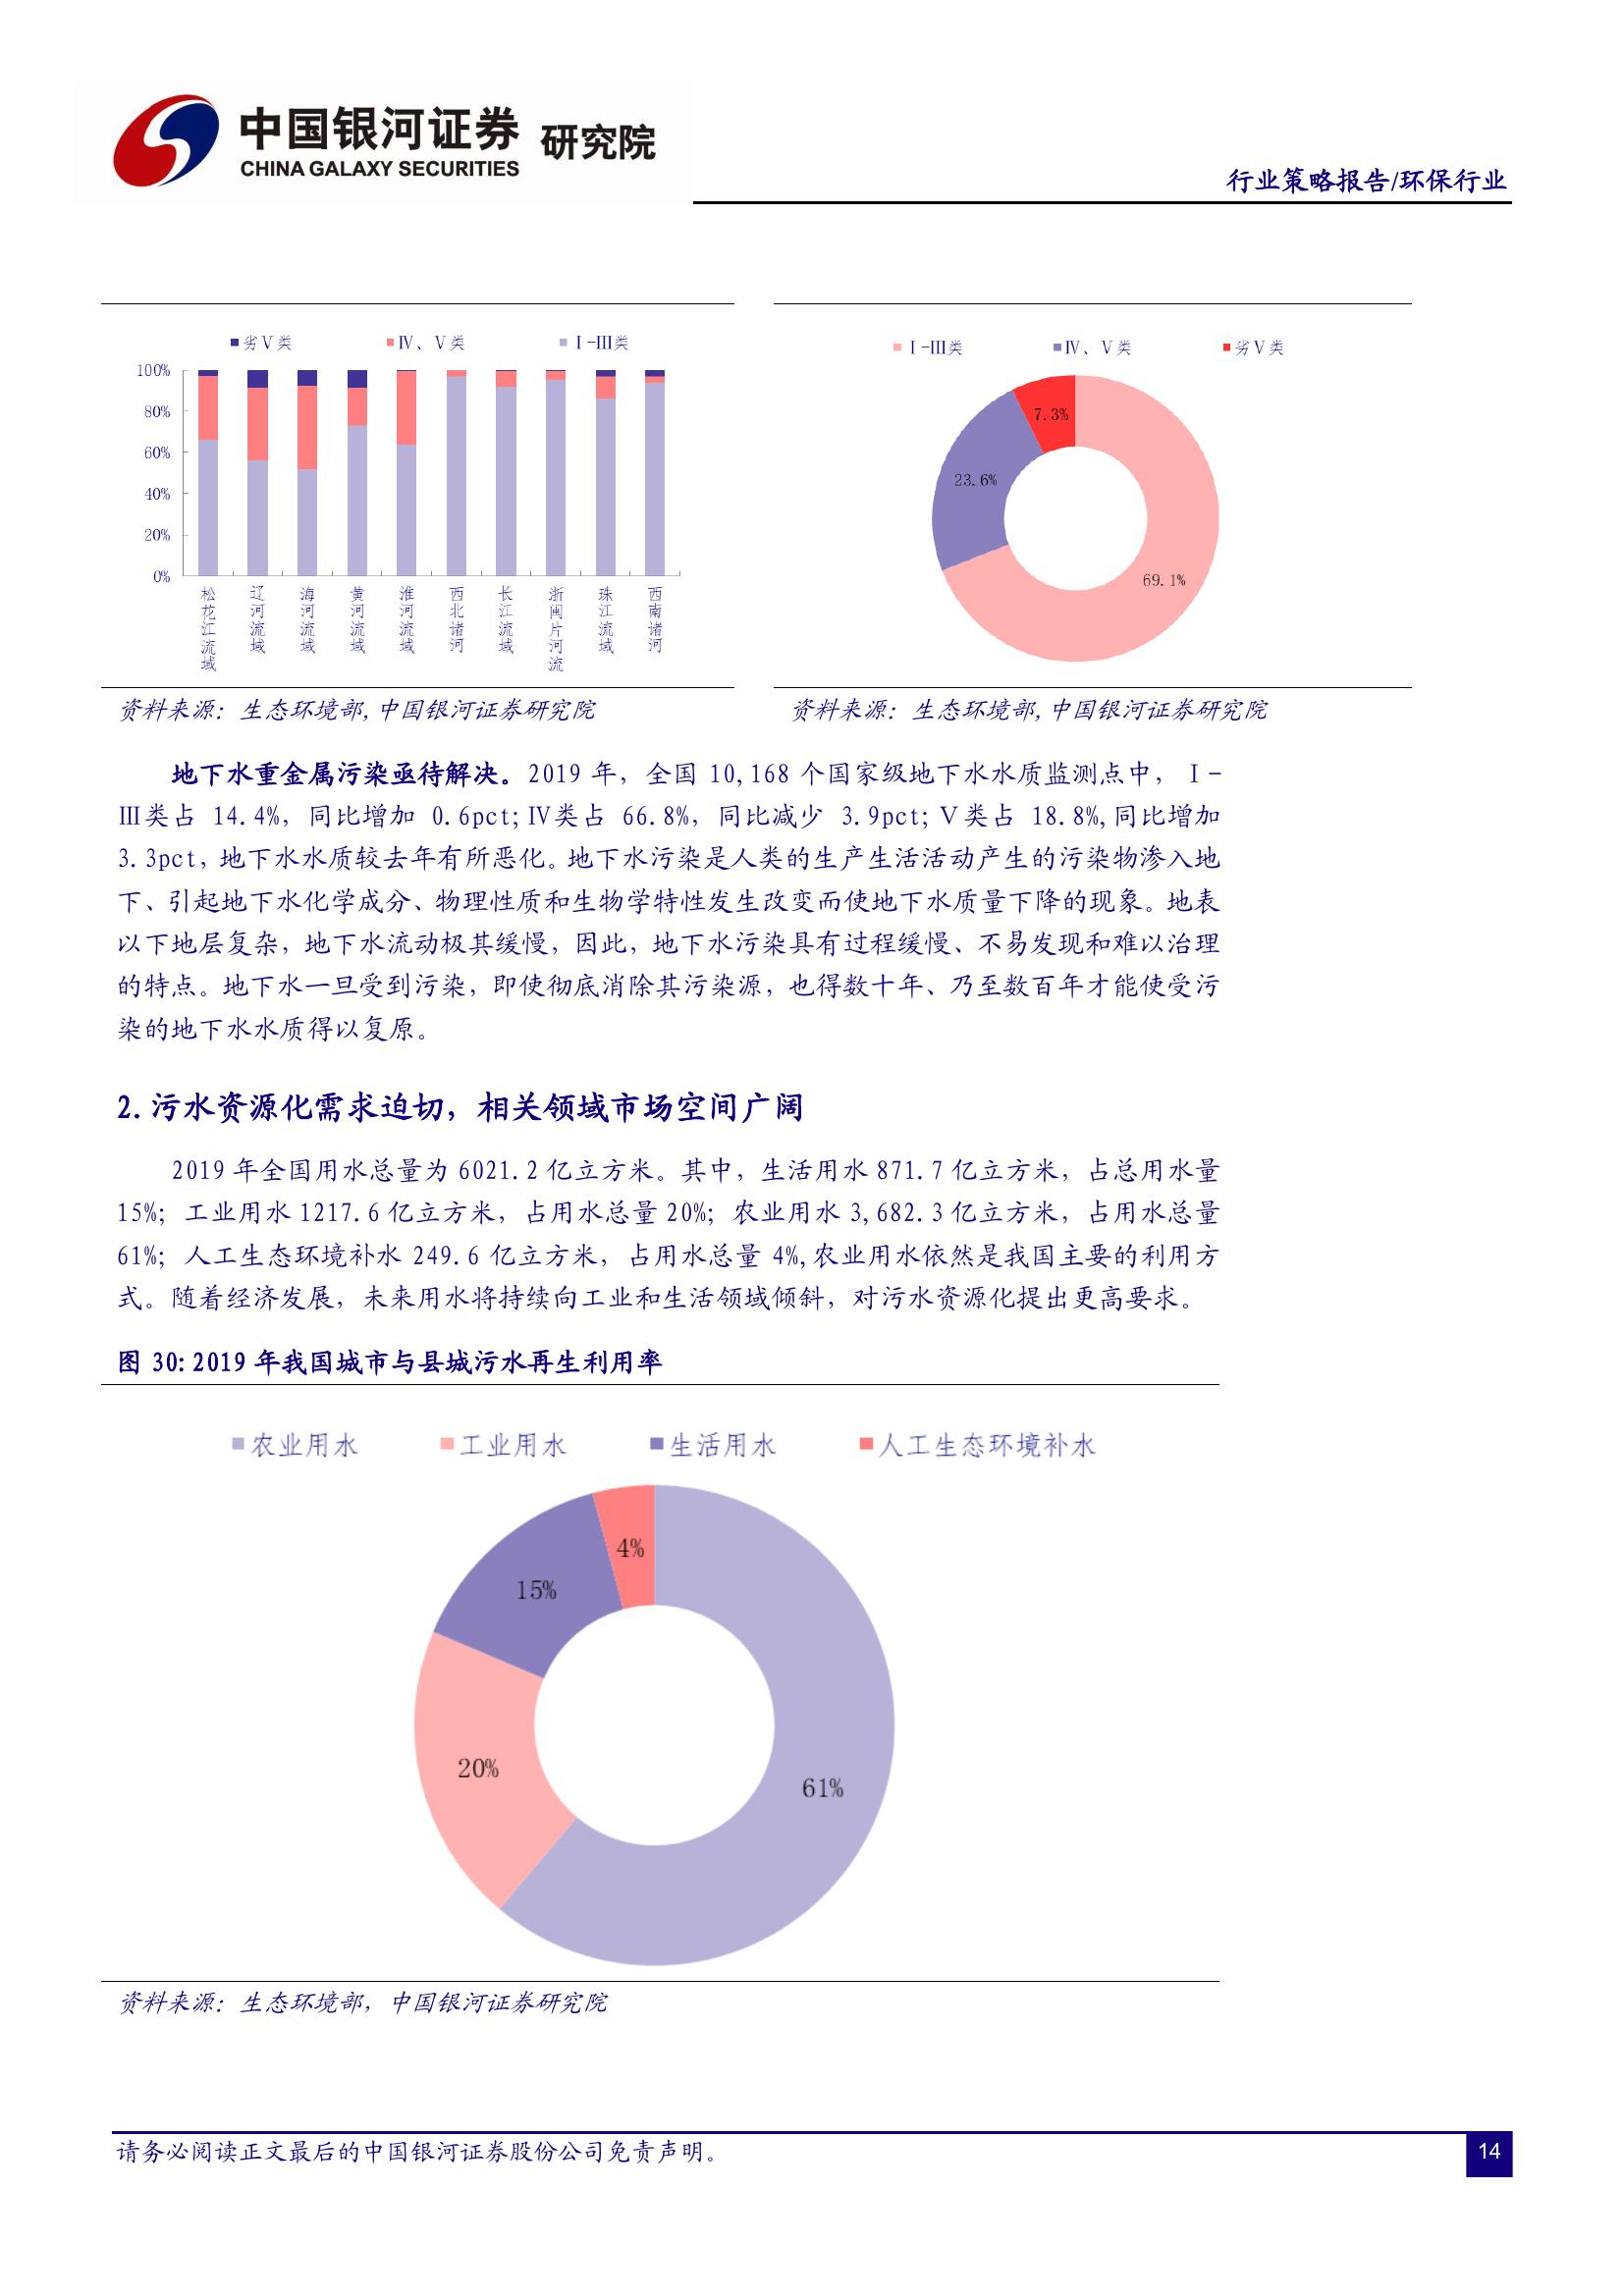 中国银河证券 研究院
CHINA GALAXY SECURITIES
行业策略报告/环保行业
劣Ⅴ类 Ⅳ、Ⅴ类 Ⅰ-Ⅲ类
100%
80%
60%
40%
20%
0%
松花江流域
辽河流域
海河流域
黄河流域
淮河流域
西北诸河
长江流域
浙闽片河流
珠江流域
西南诸河
资料来源：生态环境部,中国银河证券研究院
Ⅰ-Ⅲ类 Ⅳ、Ⅴ类 劣Ⅴ类
7.3%
23.6%
69.1%
资料来源：生态环境部,中国银河证券研究院
地下水重金属污染亟待解决。2019 年，全国 10,168 个国家级地下水水质监测点中，Ⅰ-
Ⅲ类占 14.4%，同比增加 0.6pct;Ⅳ类占 66.8%，同比减少 3.9pct;Ⅴ类占 18.8%,同比增加
3.3pct，地下水水质较去年有所恶化。地下水污染是人类的生产生活活动产生的污染物渗入地
下、引起地下水化学成分、物理性质和生物学特性发生改变而使地下水质量下降的现象。地表
以下地层复杂，地下水流动极其缓慢，因此，地下水污染具有过程缓慢、不易发现和难以治理
的特点。地下水一旦受到污染，即使彻底消除其污染源，也得数十年、乃至数百年才能使受污
染的地下水水质得以复原。
2.污水资源化需求迫切，相关领域市场空间广阔
2019 年全国用水总量为 6021.2 亿立方米。其中，生活用水 871.7 亿立方米，占总用水量
15%；工业用水 1217.6 亿立方米，占用水总量 20%；农业用水 3,682.3 亿立方米，占用水总量
61%；人工生态环境补水 249.6 亿立方米，占用水总量 4%,农业用水依然是我国主要的利用方
式。随着经济发展，未来用水将持续向工业和生活领域倾斜，对污水资源化提出更高要求。
图 30:2019 年我国城市与县城污水再生利用率
农业用水 工业用水 生活用水 人工生态环境补水
4%
15%
20%
61%
资料来源：生态环境部，中国银河证券研究院
请务必阅读正文最后的中国银河证券股份公司免责声明。
14